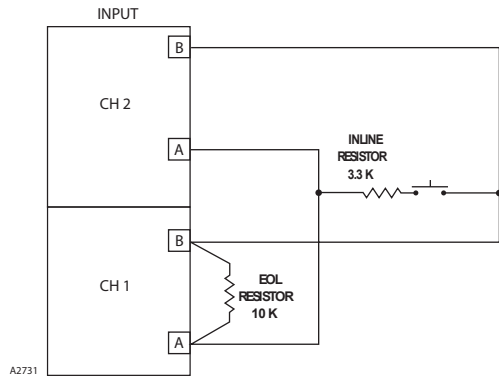 INPUT
B
CH 2
A
INLINE
RESISTOR
3.3 K
B
CH 1
EOL
RESISTOR
10 K
A
A2731